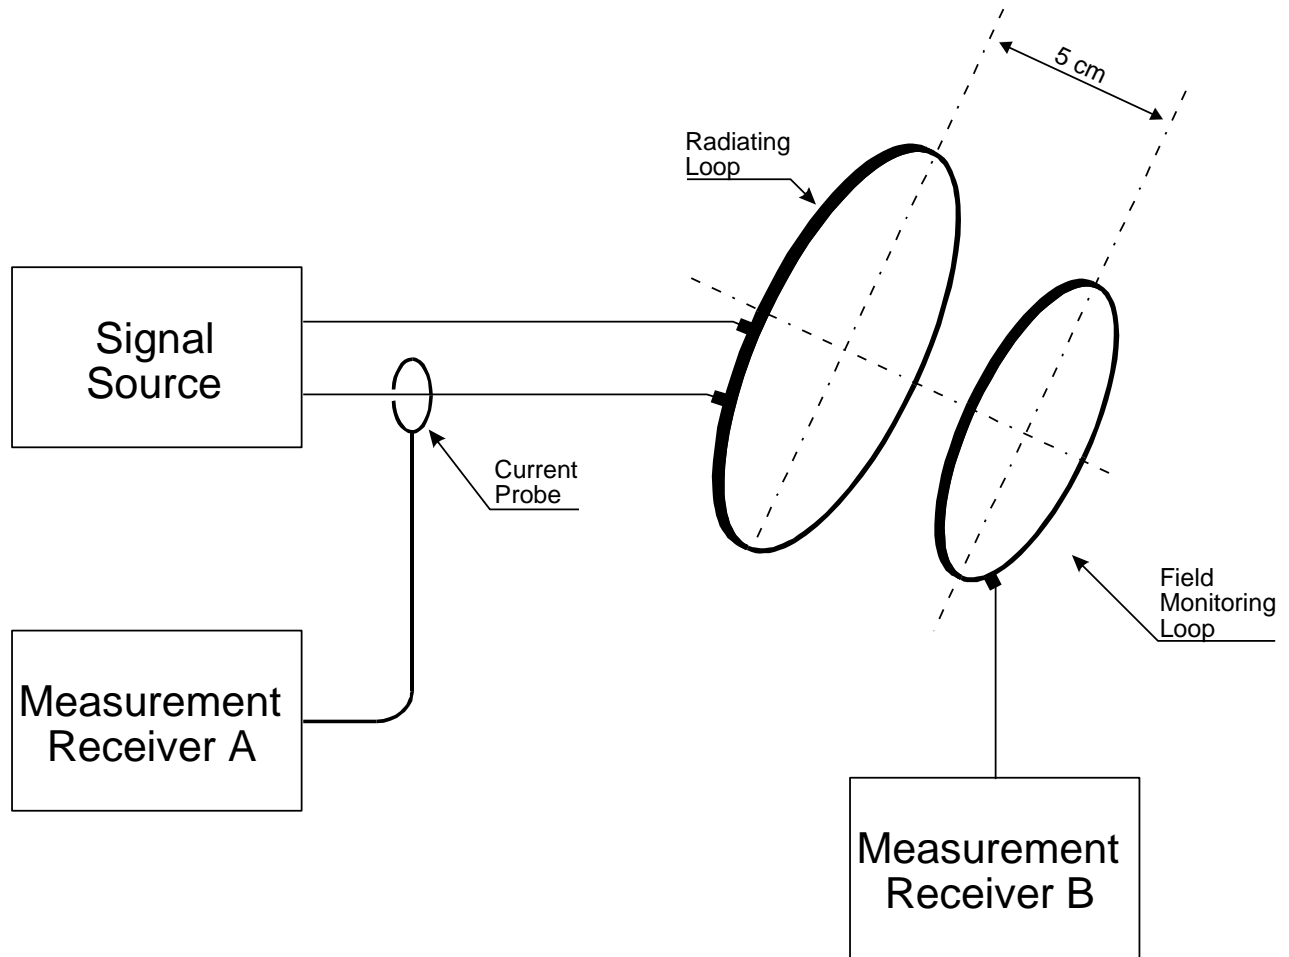 5 cm
Radiating
Loop
Signal
Source
Current
Probe
Field
Monitoring
Loop
Measurement
Receiver A
Measurement
Receiver B